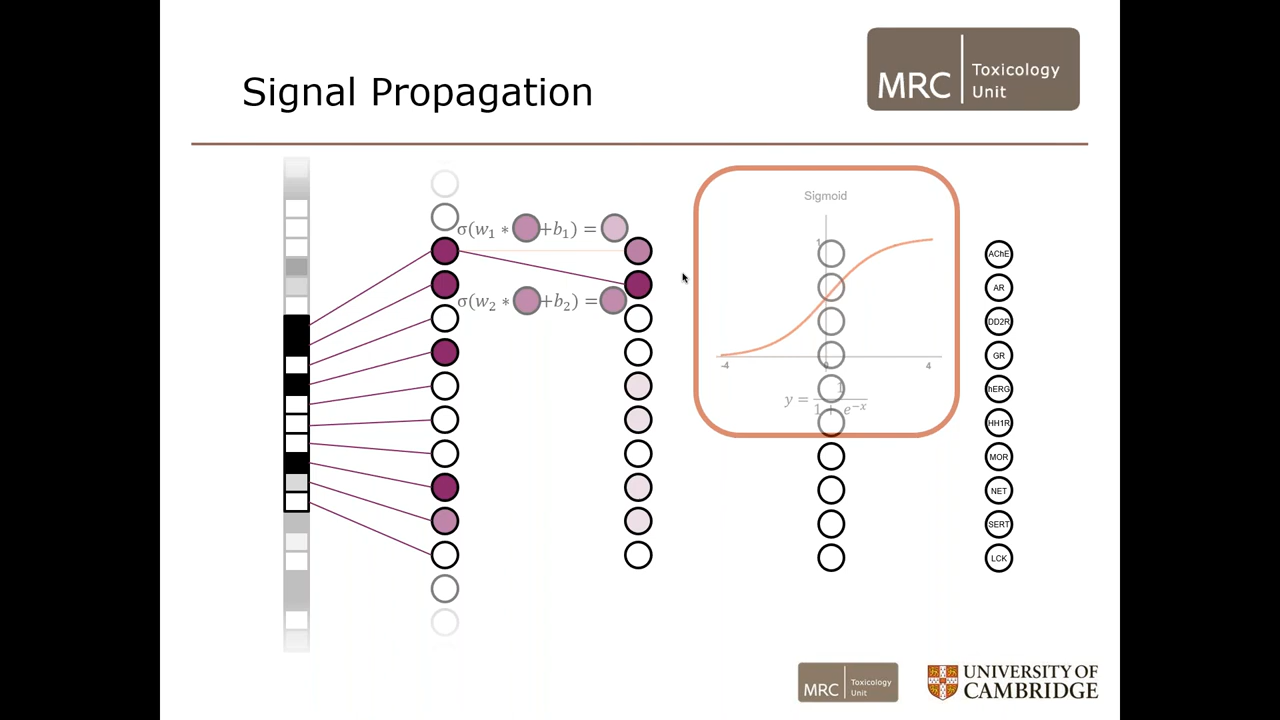 Signal Propagation
MRC
Toxicology
Unit
σ(w₁ * +b₁) =
σ(w₂ * +b₂) =
Sigmoid
1
-4
0
4
y = 1 / (1 + e⁻ˣ)
AChE
AR
DD2R
GR
hERG
HH1R
MOR
NET
SERT
LCK
MRC
Toxicology
Unit
UNIVERSITY OF
CAMBRIDGE